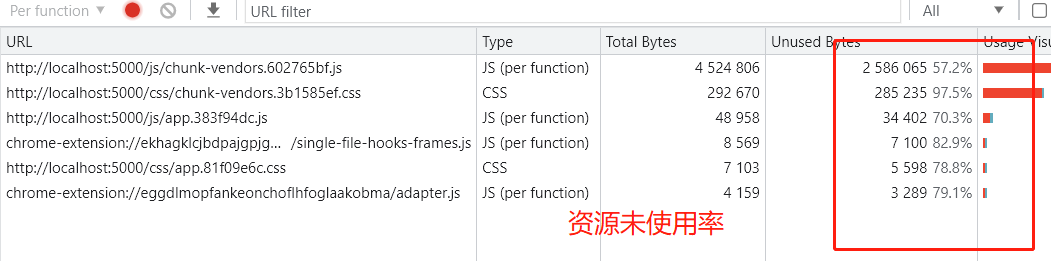 Per function URL filter All
URL Type Total Bytes Unused Bytes Usage Visu
http://localhost:5000/js/chunk-vendors.602765bf.js JS (per function) 4 524 806 2 586 065 57.2%
http://localhost:5000/css/chunk-vendors.3b1585ef.css CSS 292 670 285 235 97.5%
http://localhost:5000/js/app.383f94dc.js JS (per function) 48 958 34 402 70.3%
chrome-extension://ekhagklcjbdpajgpjg... /single-file-hooks-frames.js JS (per function) 8 569 7 100 82.9%
http://localhost:5000/css/app.81f09e6c.css CSS 7 103 5 598 78.8%
chrome-extension://eggdlmopfankeonchoflhfoglaakobma/adapter.js JS (per function) 4 159 3 289 79.1%
资源未使用率